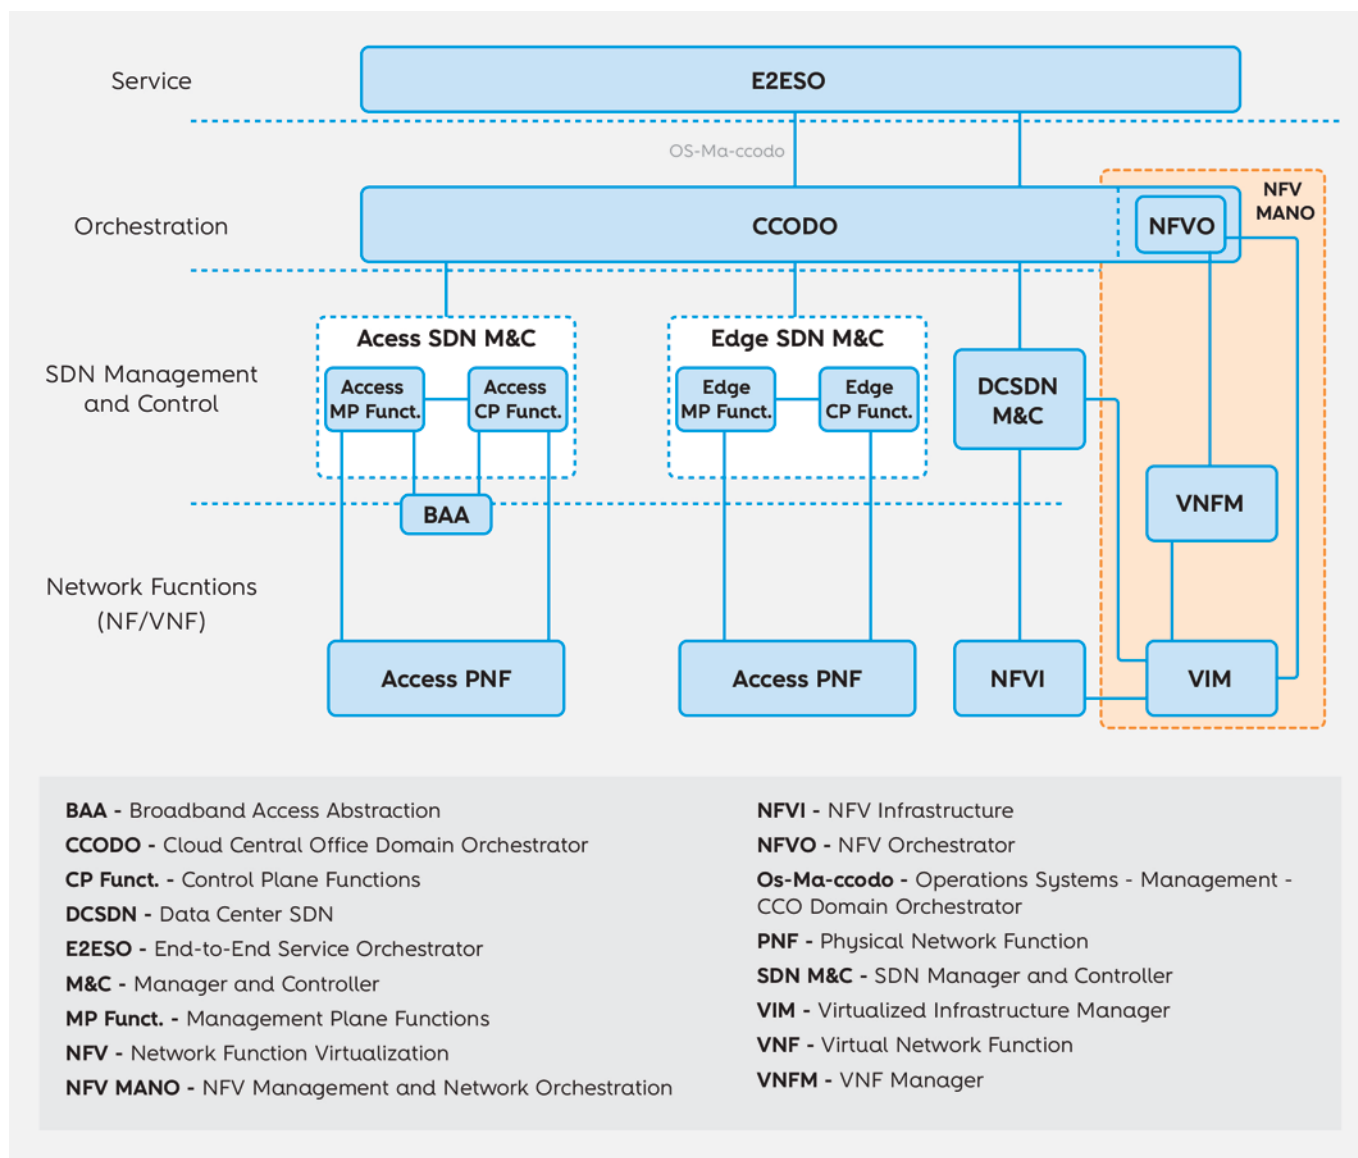 Service
E2ESO
OS-Ma-ccodo
NFV
MANO
Orchestration
CCODO
NFVO
Acess SDN M&C
Edge SDN M&C
SDN Management
and Control
Access
MP Funct.
Access
CP Funct.
Edge
MP Funct.
Edge
CP Funct.
DCSDN
M&C
VNFM
BAA
Network Fucntions
(NF/VNF)
Access PNF
Access PNF
NFVI
VIM
BAA - Broadband Access Abstraction
CCODO - Cloud Central Office Domain Orchestrator
CP Funct. - Control Plane Functions
DCSDN - Data Center SDN
E2ESO - End-to-End Service Orchestrator
M&C - Manager and Controller
MP Funct. - Management Plane Functions
NFV - Network Function Virtualization
NFV MANO - NFV Management and Network Orchestration
NFVI - NFV Infrastructure
NFVO - NFV Orchestrator
Os-Ma-ccodo - Operations Systems - Management -
CCO Domain Orchestrator
PNF - Physical Network Function
SDN M&C - SDN Manager and Controller
VIM - Virtualized Infrastructure Manager
VNF - Virtual Network Function
VNFM - VNF Manager